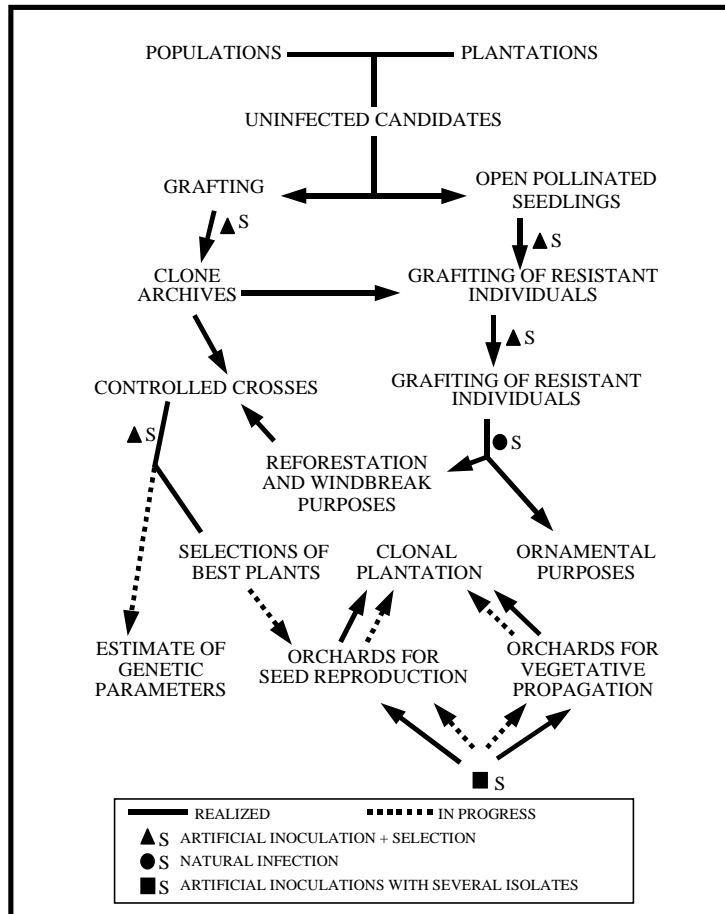 POPULATIONS PLANTATIONS
UNINFECTED CANDIDATES
GRAFTING
OPEN POLLINATED
SEEDLINGS
S
S
CLONE
ARCHIVES
GRAFITING OF RESISTANT
INDIVIDUALS
S
CONTROLLED CROSSES
GRAFITING OF RESISTANT
INDIVIDUALS
S
S
REFORESTATION
AND WINDBREAK
PURPOSES
SELECTIONS OF
BEST PLANTS
CLONAL
PLANTATION
ORNAMENTAL
PURPOSES
ESTIMATE OF
GENETIC
PARAMETERS
ORCHARDS FOR
SEED REPRODUCTION
ORCHARDS FOR
VEGETATIVE
PROPAGATION
S
REALIZED IN PROGRESS
S ARTIFICIAL INOCULATION + SELECTION
S NATURAL INFECTION
S ARTIFICIAL INOCULATIONS WITH SEVERAL ISOLATES